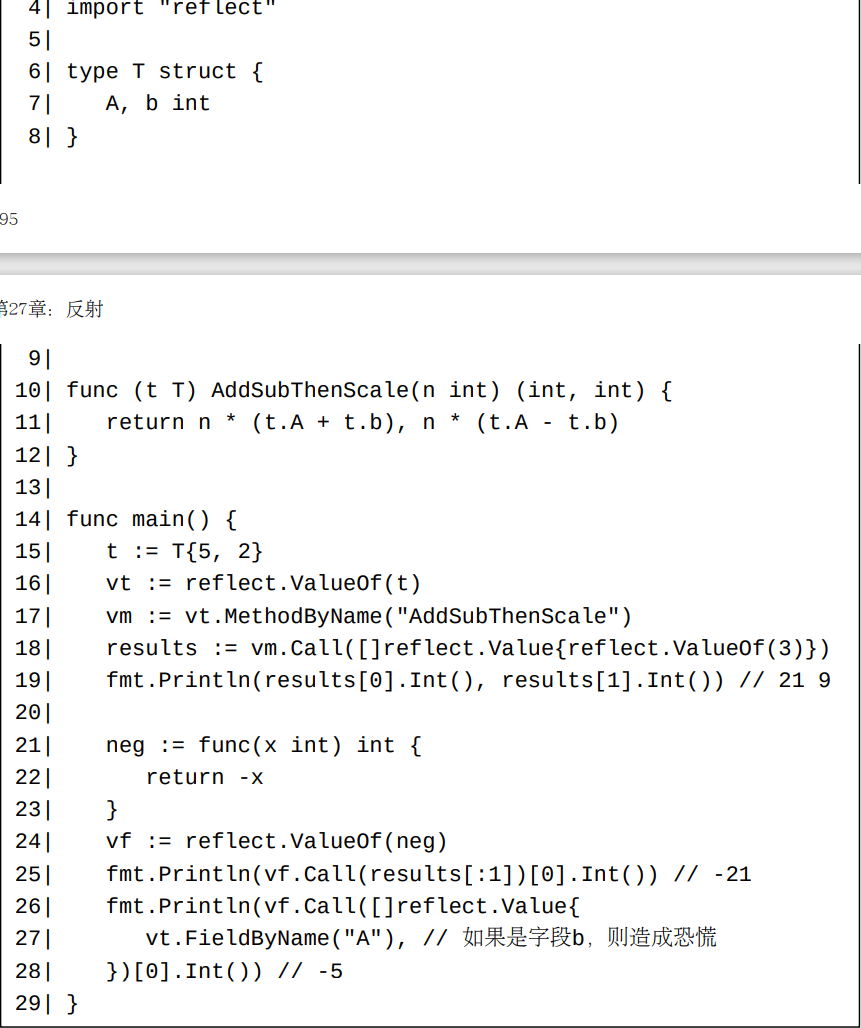 4| import "reflect"
5|
6| type T struct {
7|    A, b int
8| }
95
第27章：反射
9|
10| func (t T) AddSubThenScale(n int) (int, int) {
11|    return n * (t.A + t.b), n * (t.A - t.b)
12| }
13|
14| func main() {
15|    t := T{5, 2}
16|    vt := reflect.ValueOf(t)
17|    vm := vt.MethodByName("AddSubThenScale")
18|    results := vm.Call([]reflect.Value{reflect.ValueOf(3)})
19|    fmt.Println(results[0].Int(), results[1].Int()) // 21 9
20|
21|    neg := func(x int) int {
22|       return -x
23|    }
24|    vf := reflect.ValueOf(neg)
25|    fmt.Println(vf.Call(results[:1])[0].Int()) // -21
26|    fmt.Println(vf.Call([]reflect.Value{
27|       vt.FieldByName("A"), // 如果是字段b，则造成恐慌
28|    })[0].Int()) // -5
29| }